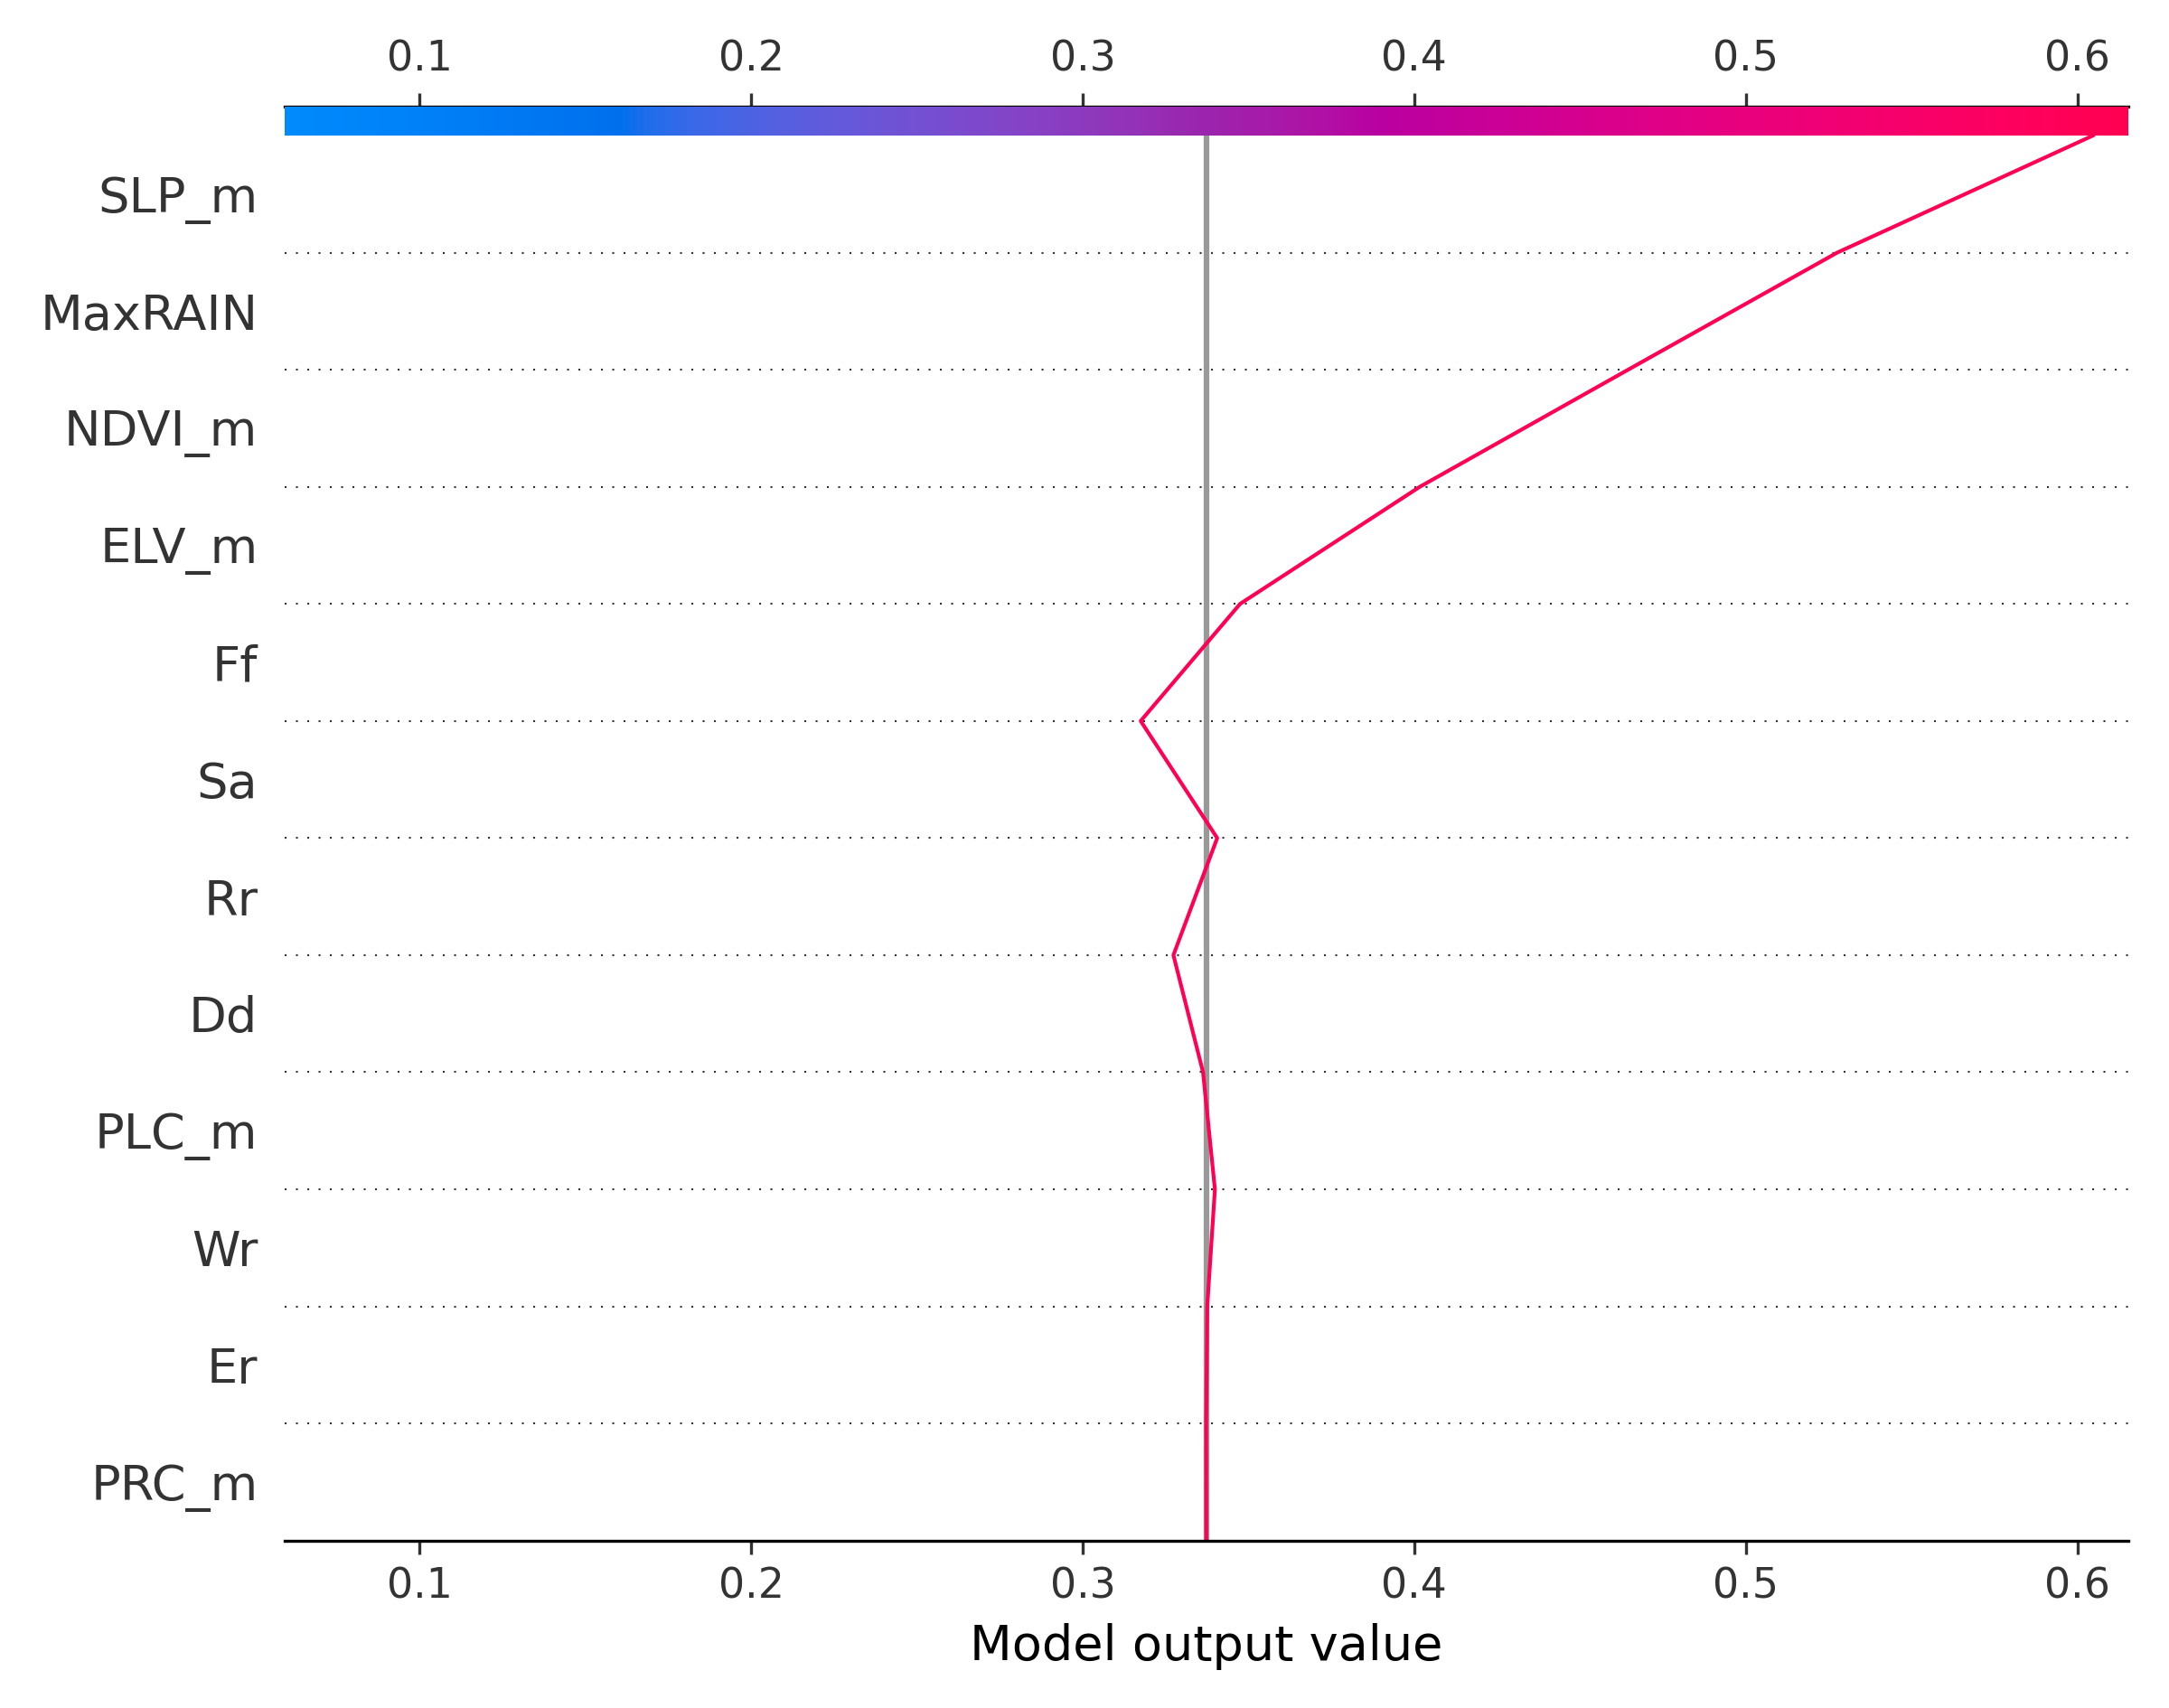 0.1 0.2 0.3 0.4 0.5 0.6
SLP_m
MaxRAIN
NDVI_m
ELV_m
Ff
Sa
Rr
Dd
PLC_m
Wr
Er
PRC_m
0.1 0.2 0.3 0.4 0.5 0.6
Model output value